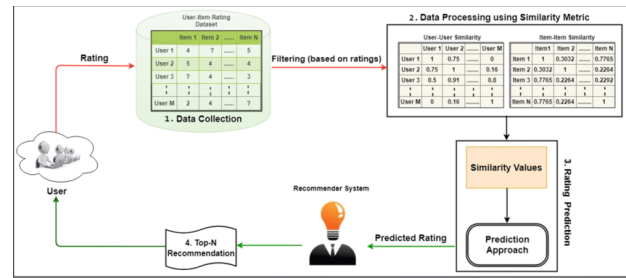 Rating
User-Item Rating
Dataset
Item 1 Item 2 ...... Item N
User 1 4 ? ...... 5
User 2 5 4 ...... 4
User 3 ? 4 ...... 3
User M 2 4 ...... ?
1. Data Collection
Filtering (based on ratings)
2. Data Processing using Similarity Metric
User-User Similarity
User 1 User 2 ...... User M
User 1 1 0.75 ...... 0
User 2 0.75 1 ...... 0.16
User 3 0.5 0.91 ...... 0.8
User M 0 0.16 ...... 1
Item-Item Similarity
Item1 Item 2 ...... Item N
Item 1 1 0.3032 ...... 0.7765
Item 2 0.3032 1 ...... 0.2264
Item 3 0.7765 0.2264 ...... 0.2292
Item N 0.7765 0.2264 ...... 1
3. Rating Prediction
Similarity Values
Prediction
Approach
Predicted Rating
Recommender System
4. Top-N
Recommendation
User